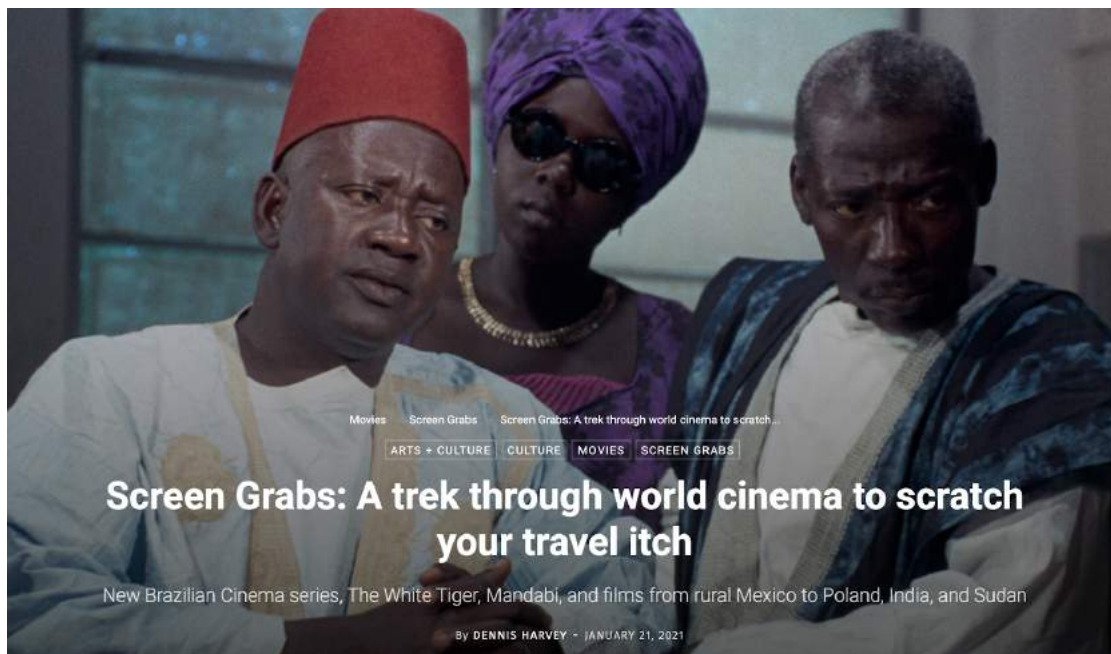 Movies Screen Grabs Screen Grabs: A trek through world cinema to scratch...
ARTS + CULTURE CULTURE MOVIES SCREEN GRABS
Screen Grabs: A trek through world cinema to scratch
your travel itch
New Brazilian Cinema series, The White Tiger, Mandabi, and films from rural Mexico to Poland, India, and Sudan
By DENNIS HARVEY - JANUARY 21, 2021